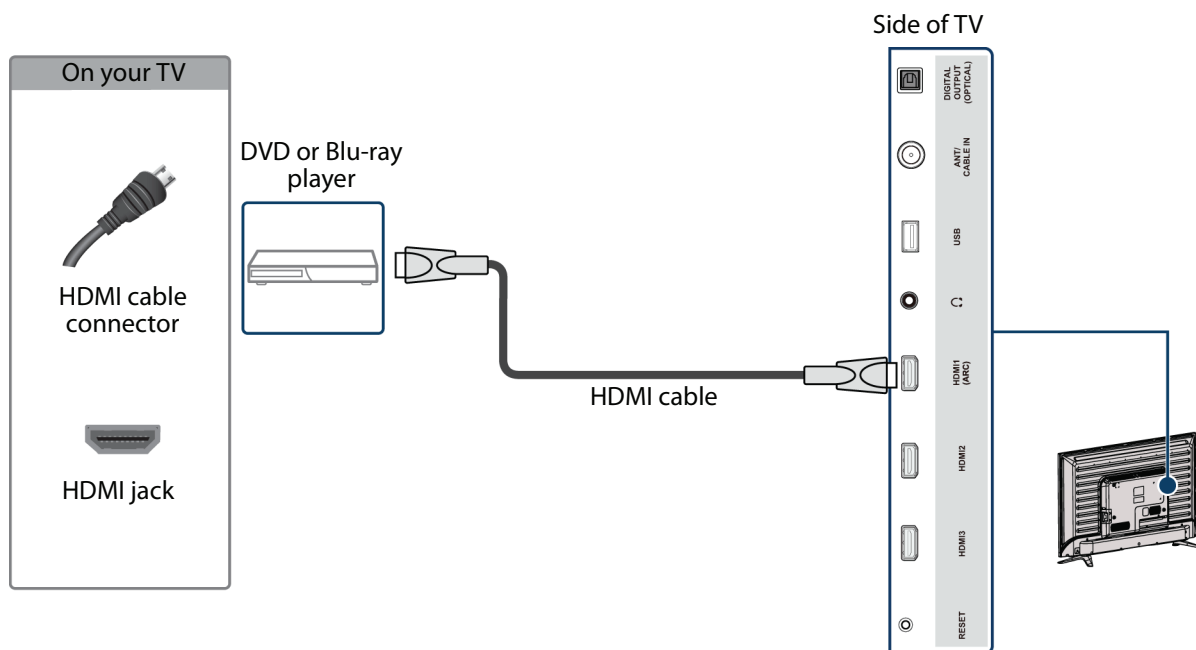 Side of TV
On your TV
HDMI cable
connector
HDMI jack
DVD or Blu-ray
player
HDMI cable
DIGITAL
OUTPUT
(OPTICAL)
ANT/
CABLE IN
USB
HDMI1
(ARC)
HDMI2
HDMI3
RESET